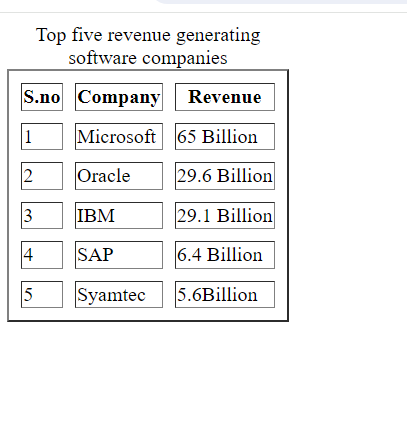 Top five revenue generating
software companies
S.no Company Revenue
1 Microsoft 65 Billion
2 Oracle 29.6 Billion
3 IBM 29.1 Billion
4 SAP 6.4 Billion
5 Syamtec 5.6Billion